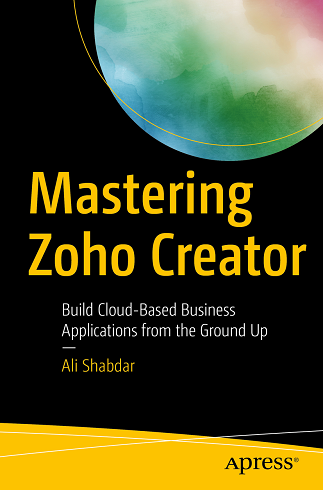 Mastering
Zoho Creator
Build Cloud-Based Business
Applications from the Ground Up
—
Ali Shabdar
Apress®